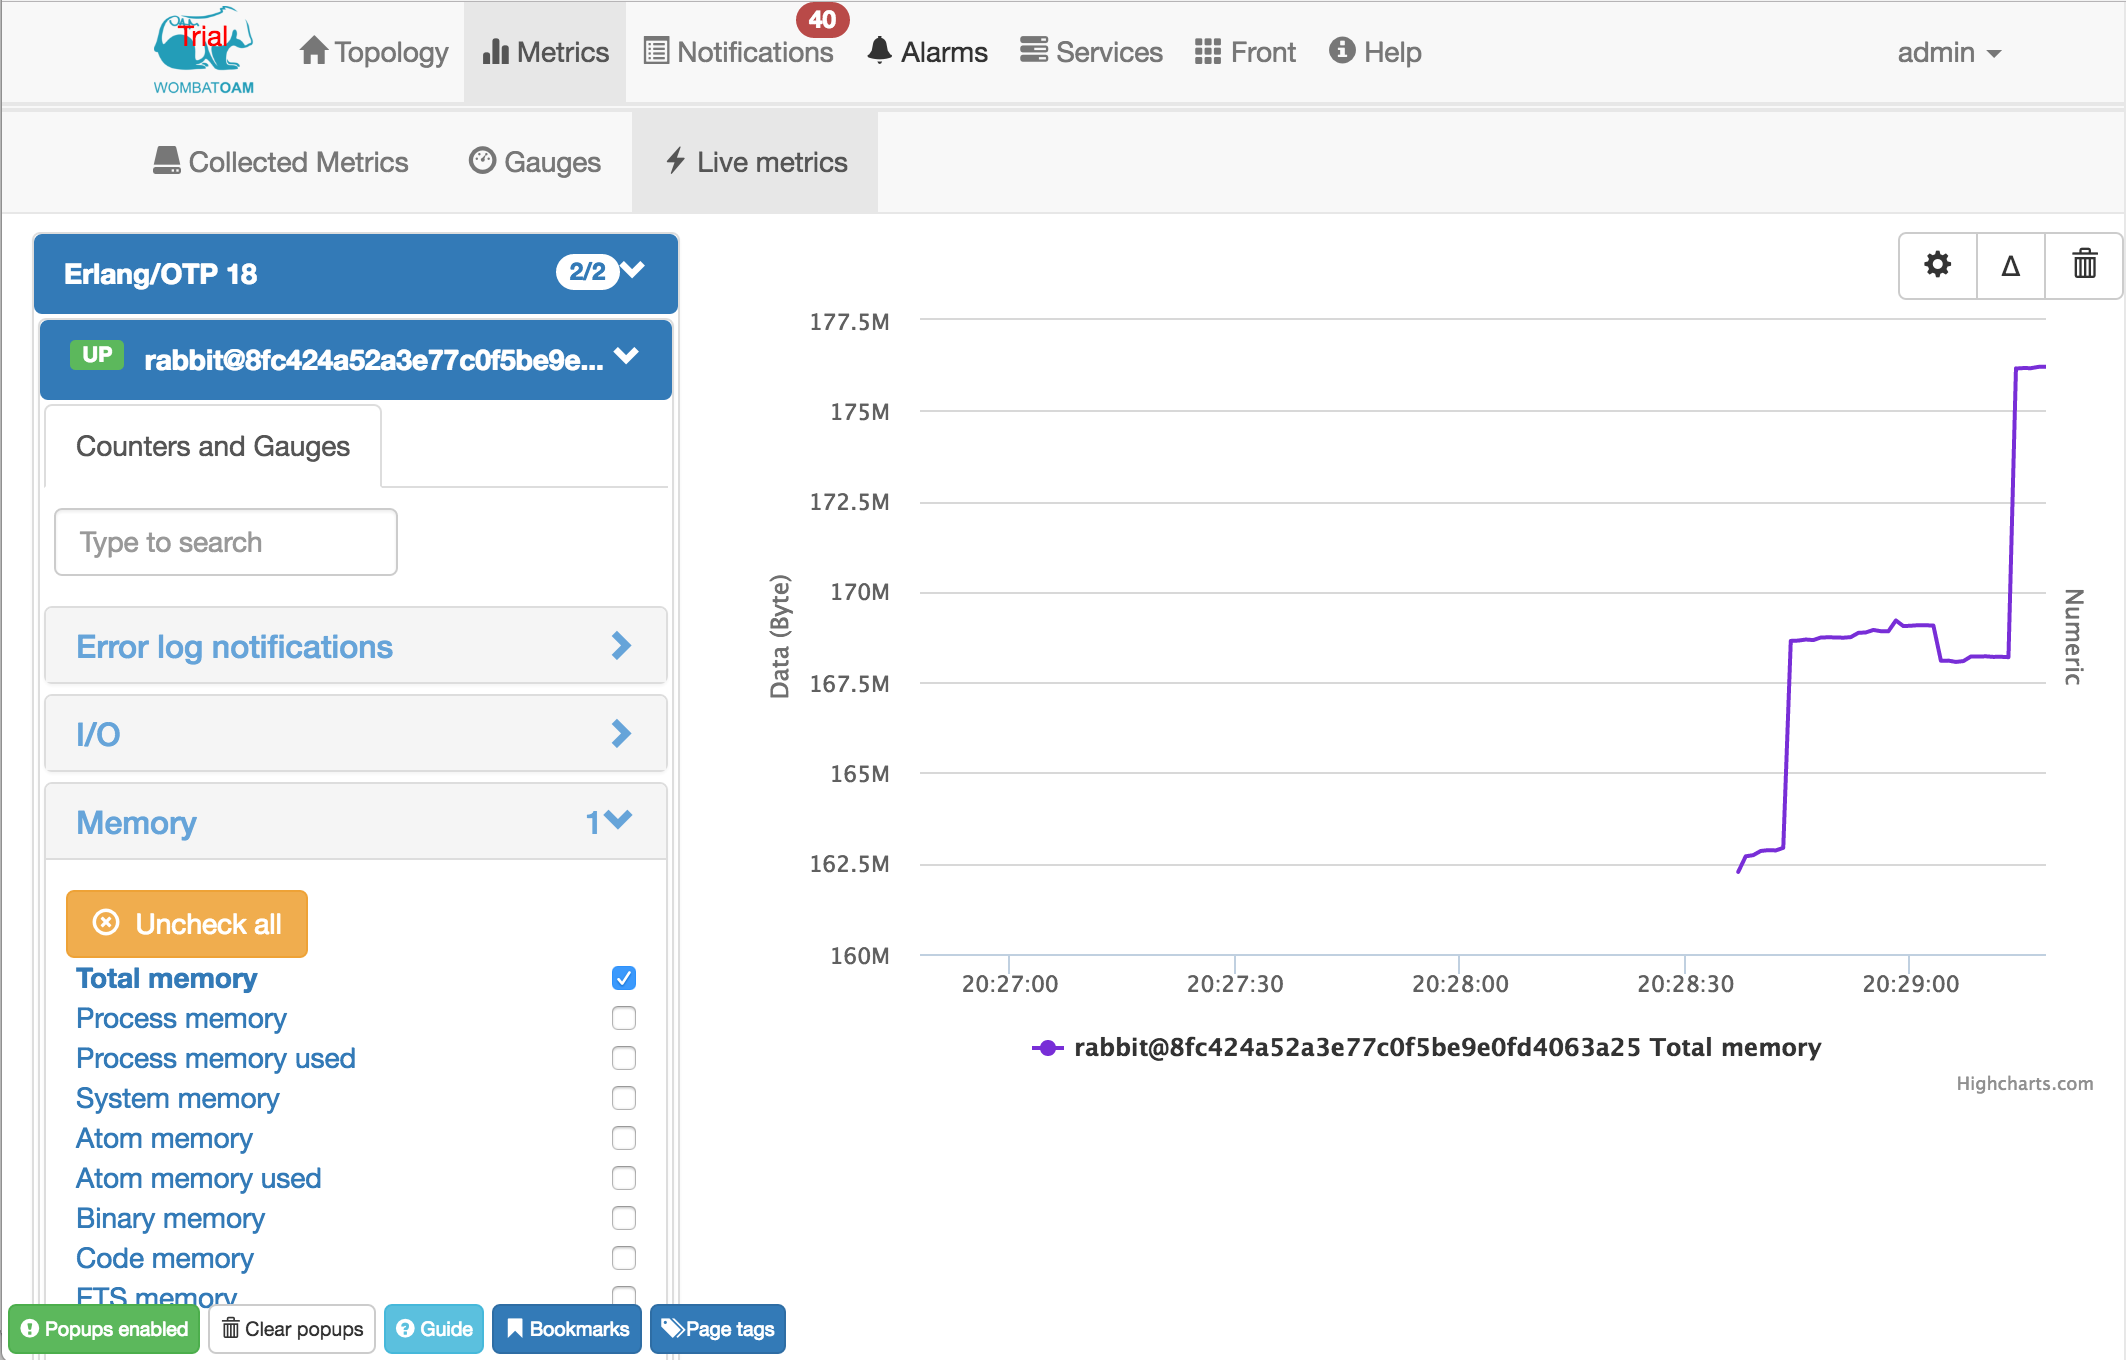 Trial
WOMBATOAM
Topology
Metrics
Notifications
40
Alarms
Services
Front
Help
admin
Collected Metrics
Gauges
Live metrics
Erlang/OTP 18
2/2
UP
rabbit@8fc424a52a3e77c0f5be9e...
Counters and Gauges
Type to search
Error log notifications
I/O
Memory
1
Uncheck all
Total memory
Process memory
Process memory used
System memory
Atom memory
Atom memory used
Binary memory
Code memory
ETS memory
Popups enabled
Clear popups
Guide
Bookmarks
Page tags
Δ
177.5M
175M
172.5M
170M
167.5M
165M
162.5M
160M
Data (Byte)
Numeric
20:27:00
20:27:30
20:28:00
20:28:30
20:29:00
rabbit@8fc424a52a3e77c0f5be9e0fd4063a25 Total memory
Highcharts.com